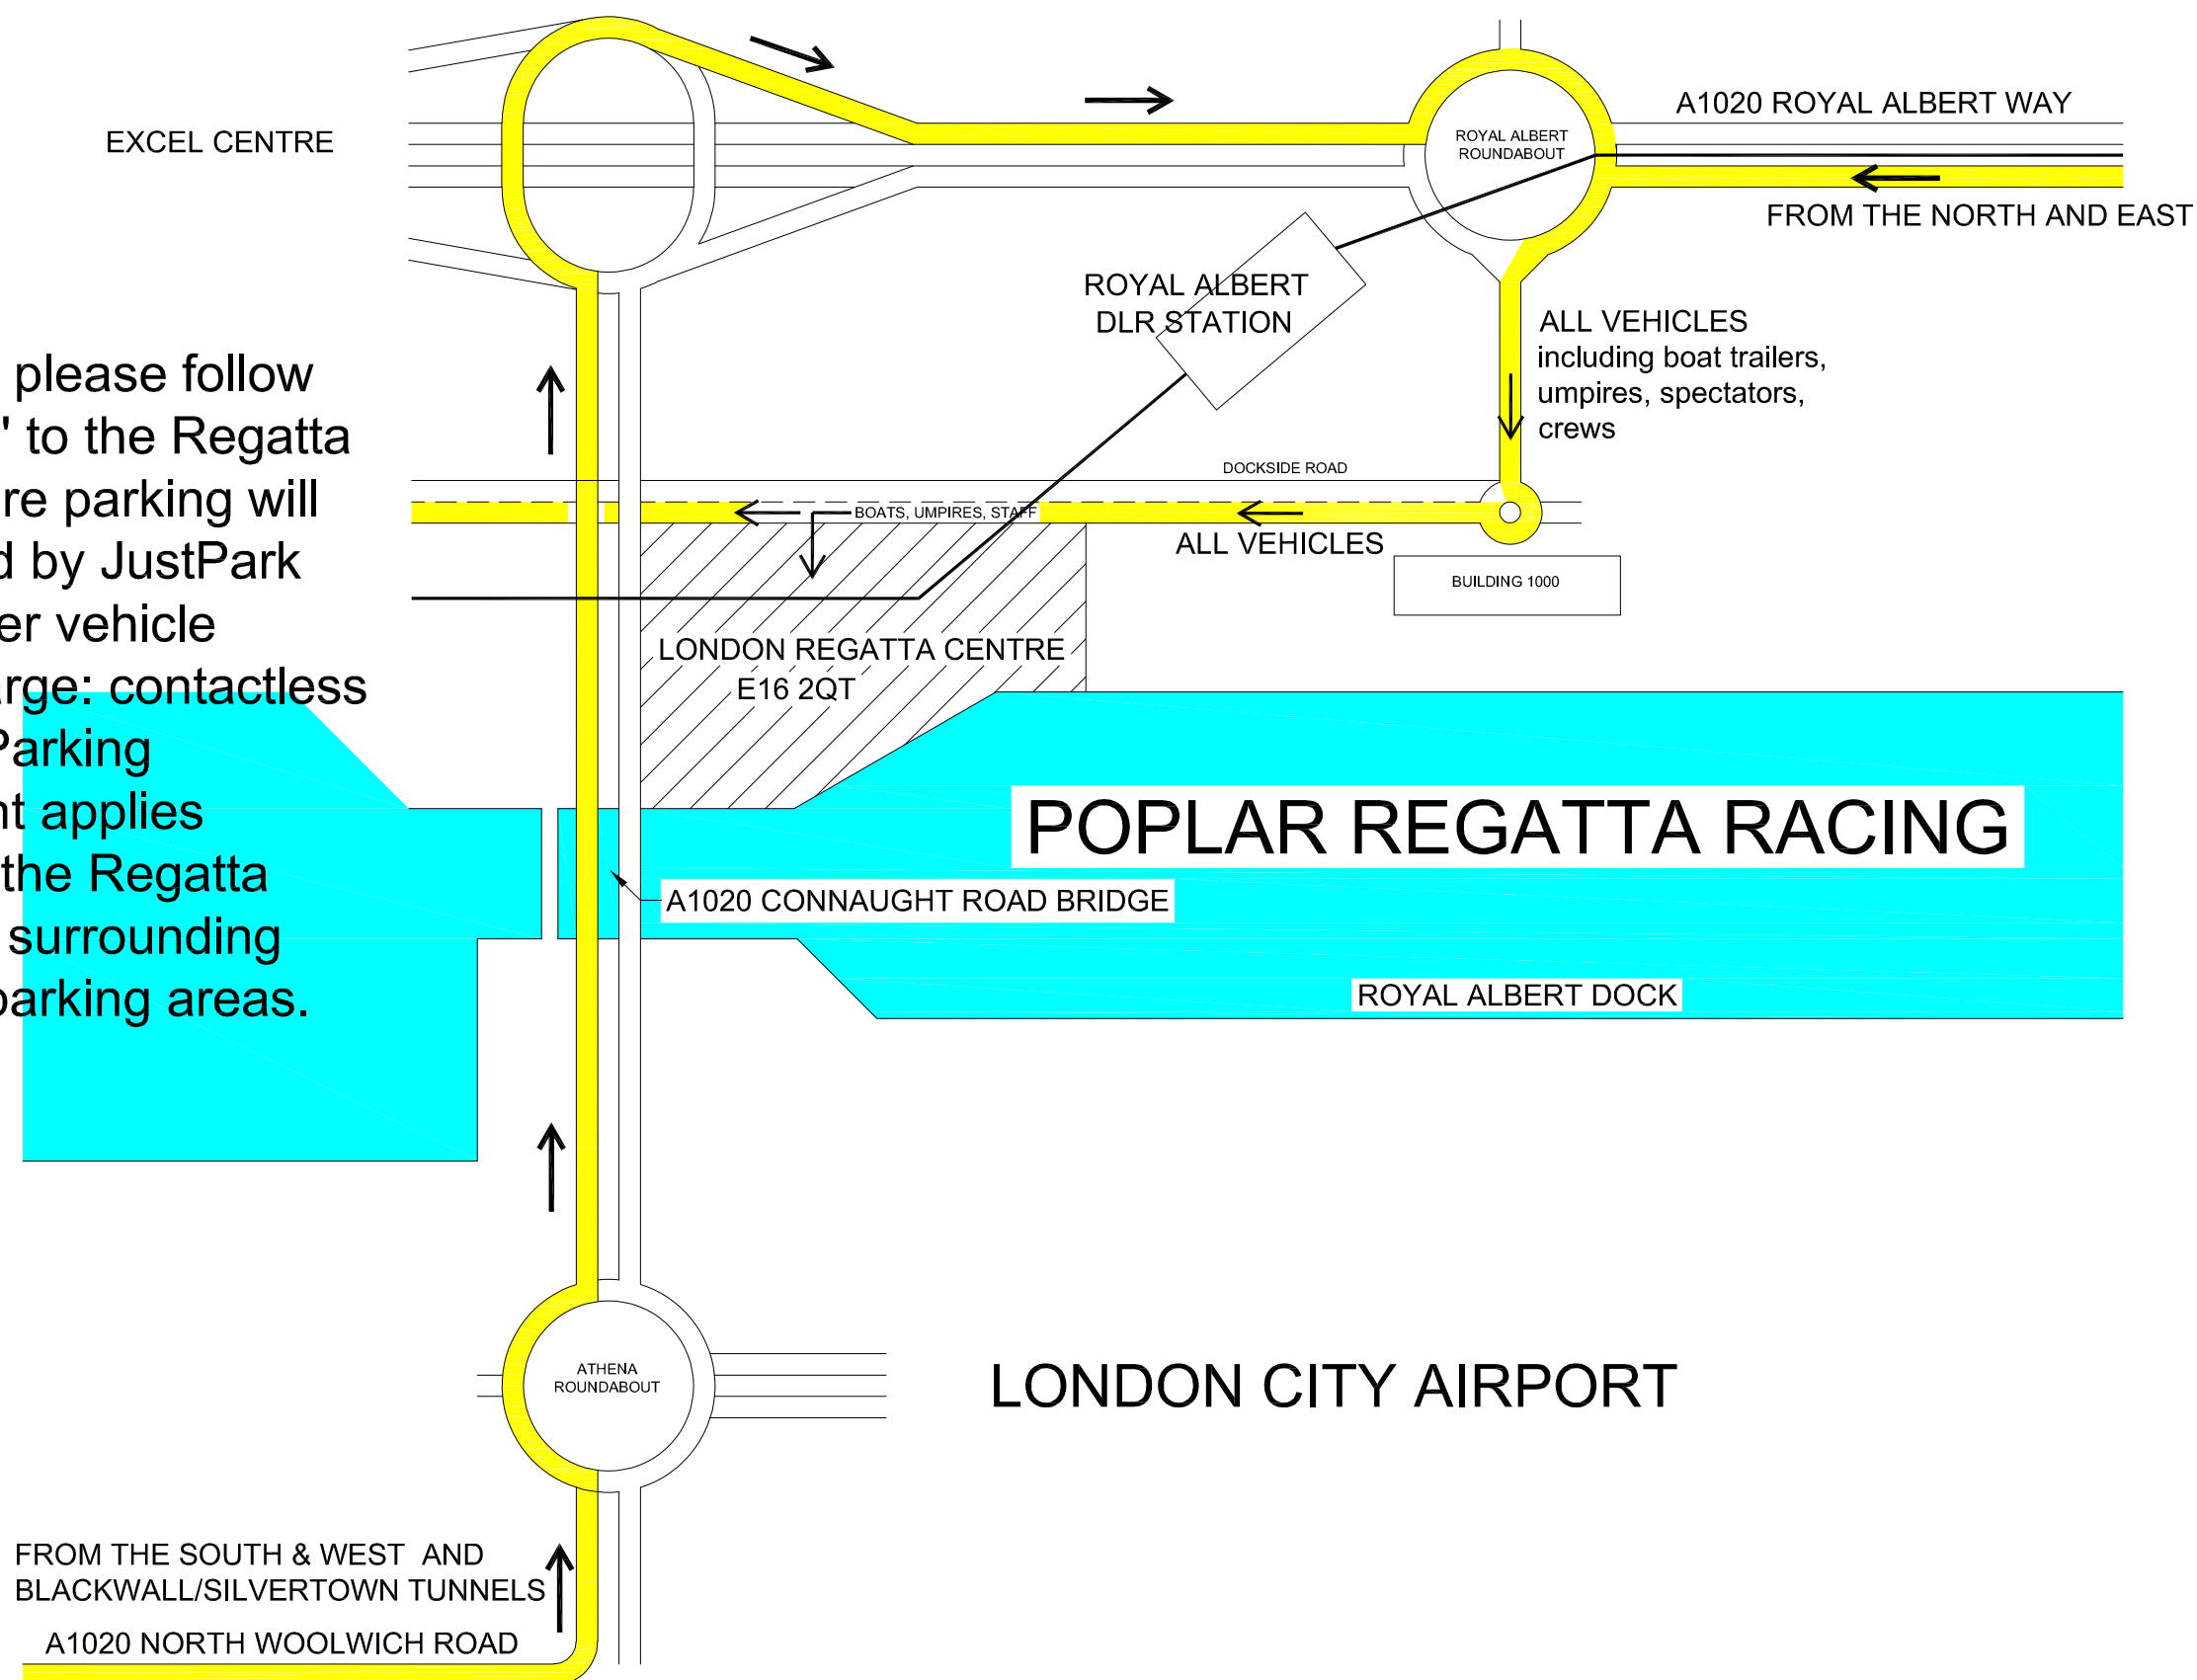 EXCEL CENTRE
A1020 ROYAL ALBERT WAY
ROYAL ALBERT
ROUNDABOUT
FROM THE NORTH AND EAST
ROYAL ALBERT
DLR STATION
ALL VEHICLES
including boat trailers,
umpires, spectators,
crews
please follow
" to the Regatta
re parking will
d by JustPark
er vehicle
arge: contactless
Parking
nt applies
the Regatta
surrounding
parking areas.
DOCKSIDE ROAD
BOATS, UMPIRES, STAFF
ALL VEHICLES
BUILDING 1000
LONDON REGATTA CENTRE
E16 2QT
POPLAR REGATTA RACING
A1020 CONNAUGHT ROAD BRIDGE
ROYAL ALBERT DOCK
ATHENA
ROUNDABOUT
LONDON CITY AIRPORT
FROM THE SOUTH & WEST AND
BLACKWALL/SILVERTOWN TUNNELS
A1020 NORTH WOOLWICH ROAD